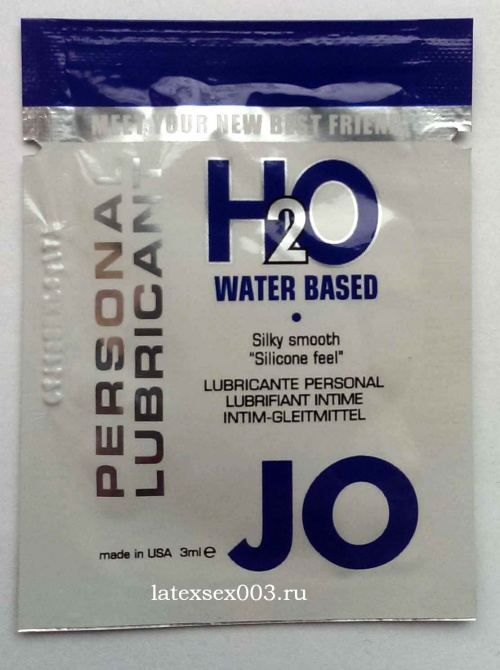 MEET YOUR NEW BEST FRIEND
PERSONAL
LUBRICANT
H2O
WATER BASED
•
Silky smooth
"Silicone feel"
LUBRICANTE PERSONAL
LUBRIFIANT INTIME
INTIM-GLEITMITTEL
JO
made in USA 3ml e
latexsex003.ru